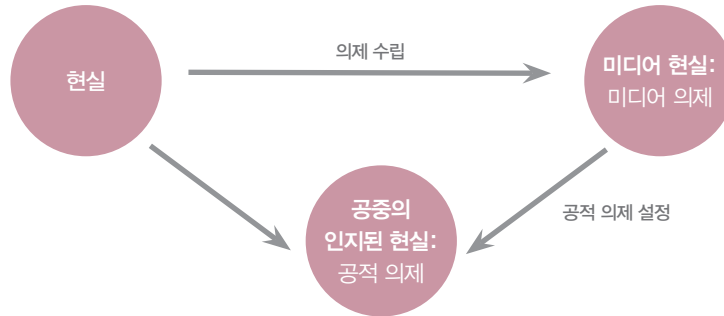 의제 수립
현실
미디어 현실:
미디어 의제
공중의
인지된 현실:
공적 의제
공적 의제 설정